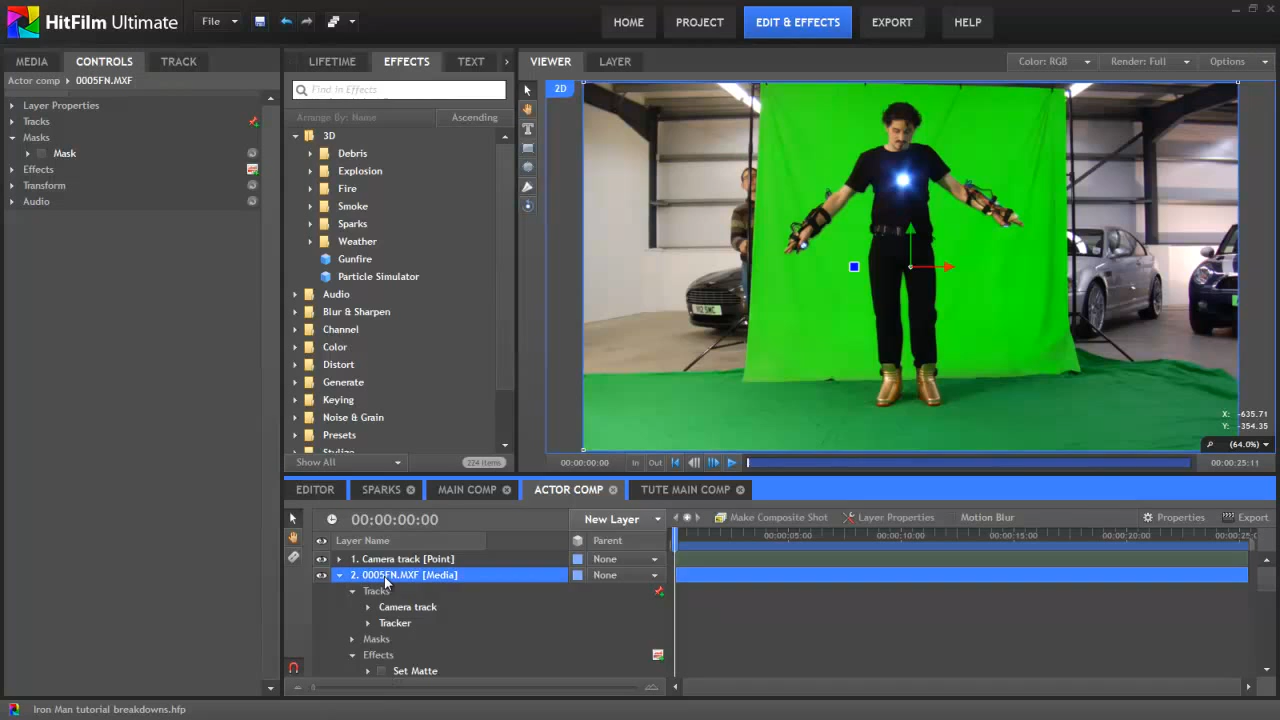 HitFilm Ultimate
File
HOME
PROJECT
EDIT & EFFECTS
EXPORT
HELP
MEDIA
CONTROLS
TRACK
LIFETIME
EFFECTS
TEXT
VIEWER
LAYER
Color: RGB
Render: Full
Options
Actor comp
0005FN.MXF
Layer Properties
Tracks
Masks
Mask
Effects
Transform
Audio
Find in Effects
Arrange By: Name
Ascending
3D
Debris
Explosion
Fire
Smoke
Sparks
Weather
Gunfire
Particle Simulator
Audio
Blur & Sharpen
Channel
Color
Distort
Generate
Keying
Noise & Grain
Presets
Stylize
Show All
224 items
2D
X: -635.71
Y: -354.35
(64.0%)
00:00:00:00
In
Out
00:00:25:11
EDITOR
SPARKS
MAIN COMP
ACTOR COMP
TUTE MAIN COMP
00:00:00:00
New Layer
Make Composite Shot
Layer Properties
Motion Blur
Properties
Export
Layer Name
Parent
00:00:05:00
00:00:10:00
00:00:15:00
00:00:20:00
1. Camera track [Point]
None
2. 0005FN.MXF [Media]
None
Tracks
Camera track
Tracker
Masks
Effects
Set Matte
Iron Man tutorial breakdowns.hfp